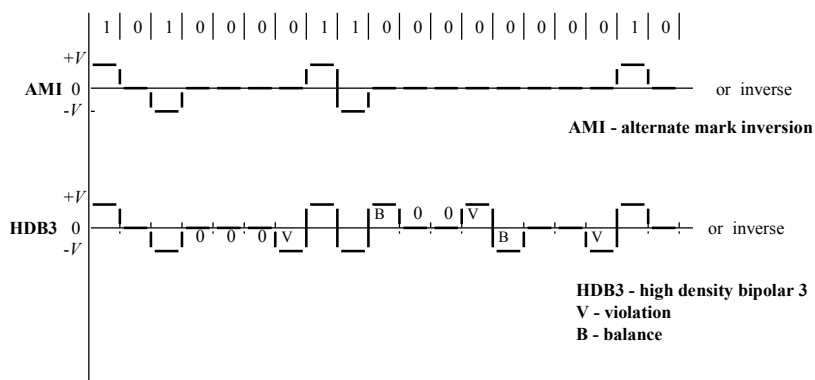 1 0 1 0 0 0 0 1 1 0 0 0 0 0 0 0 0 1 0
+V
AMI 0 or inverse
-V
AMI - alternate mark inversion
+V
B 0 0 V
HDB3 0 or inverse
0 0 0 V B V
-V
HDB3 - high density bipolar 3
V - violation
B - balance